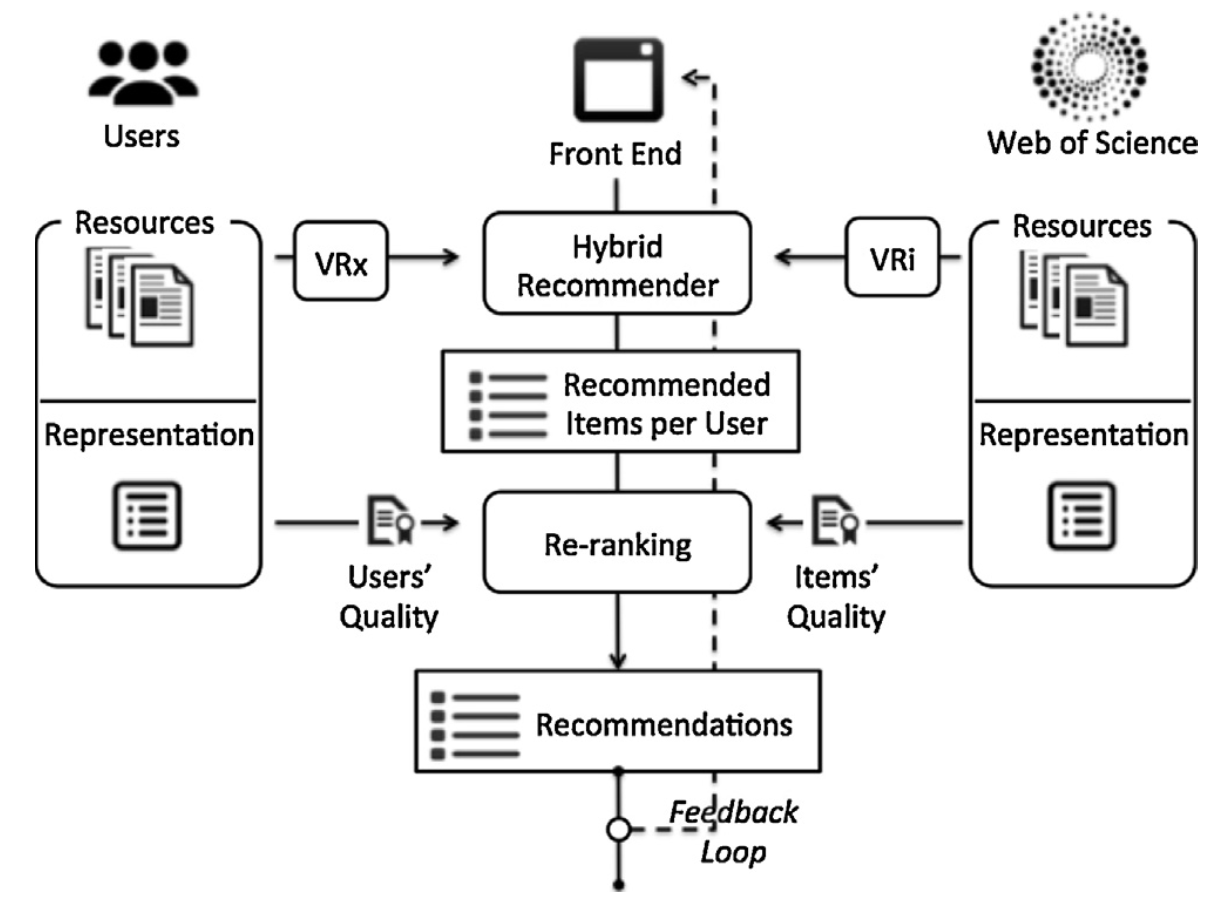 Users
Front End
Web of Science
Resources
VRx
Hybrid
Recommender
VRi
Resources
Recommended
Items per User
Representation
Representation
Re-ranking
Users’
Quality
Items’
Quality
Recommendations
Feedback
Loop